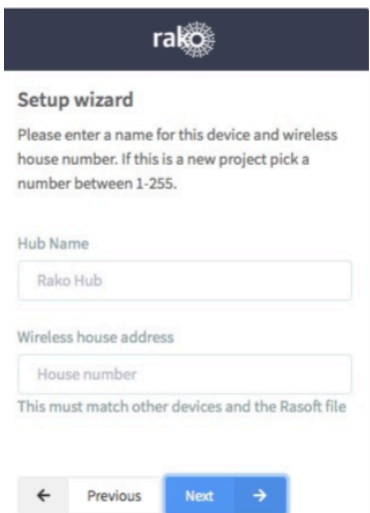 rako
Setup wizard
Please enter a name for this device and wireless
house number. If this is a new project pick a
number between 1-255.
Hub Name
Rako Hub
Wireless house address
House number
This must match other devices and the Rasoft file
Previous
Next